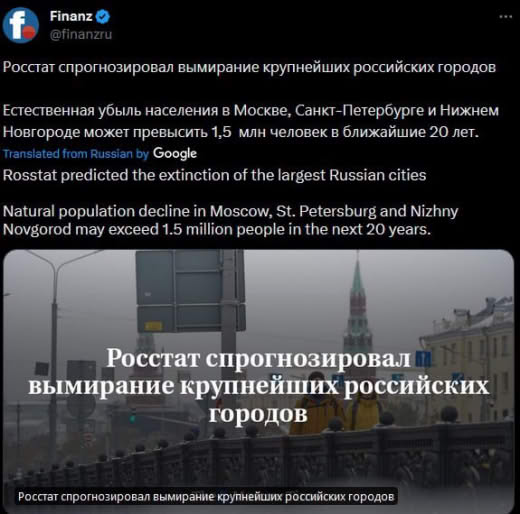 Finanz
@finanzru
Росстат спрогнозировал вымирание крупнейших российских городов
Естественная убыль населения в Москве, Санкт-Петербурге и Нижнем
Новгороде может превысить 1,5 млн человек в ближайшие 20 лет.
Translated from Russian by Google
Rosstat predicted the extinction of the largest Russian cities
Natural population decline in Moscow, St. Petersburg and Nizhny
Novgorod may exceed 1.5 million people in the next 20 years.
Росстат спрогнозировал
вымирание крупнейших российских
городов
Росстат спрогнозировал вымирание крупнейших российских городов